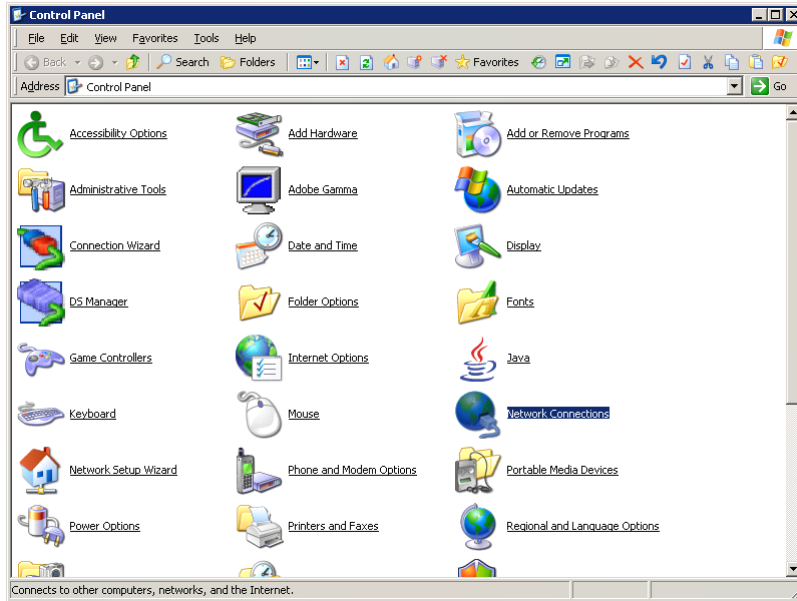 Control Panel
File Edit View Favorites Tools Help
Back Search Folders Favorites
Address Control Panel Go
Accessibility Options Add Hardware Add or Remove Programs
Administrative Tools Adobe Gamma Automatic Updates
Connection Wizard Date and Time Display
DS Manager Folder Options Fonts
Game Controllers Internet Options Java
Keyboard Mouse Network Connections
Network Setup Wizard Phone and Modem Options Portable Media Devices
Power Options Printers and Faxes Regional and Language Options
Connects to other computers, networks, and the Internet.